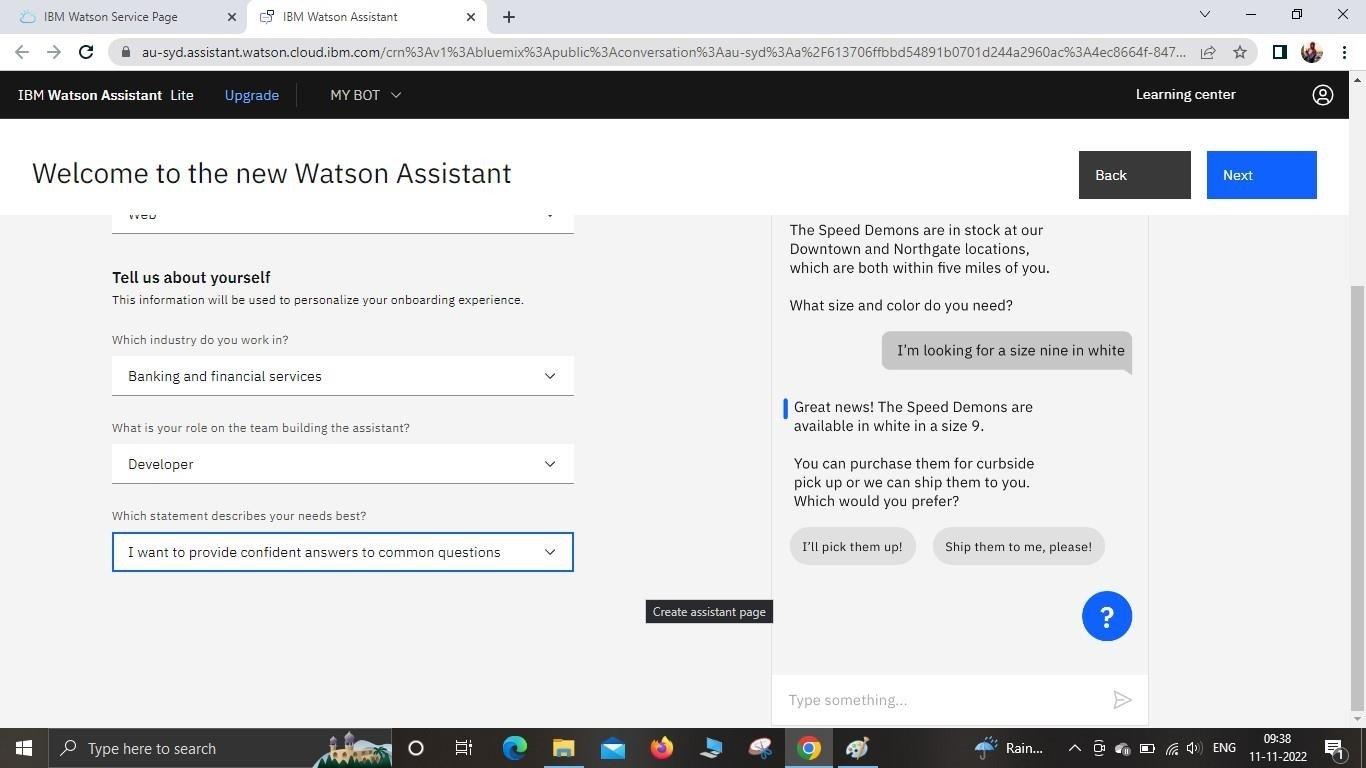 IBM Watson Service Page
IBM Watson Assistant
au-syd.assistant.watson.cloud.ibm.com/crn%3Av1%3Abluemix%3Apublic%3Aconversation%3Aau-syd%3Aa%2F613706ffbbd54891b0701d244a2960ac%3A4ec8664f-847...
IBM Watson Assistant Lite Upgrade MY BOT Learning center
Welcome to the new Watson Assistant
Back
Next
Web
Tell us about yourself
This information will be used to personalize your onboarding experience.
Which industry do you work in?
Banking and financial services
What is your role on the team building the assistant?
Developer
Which statement describes your needs best?
I want to provide confident answers to common questions
Create assistant page
The Speed Demons are in stock at our
Downtown and Northgate locations,
which are both within five miles of you.
What size and color do you need?
I’m looking for a size nine in white
Great news! The Speed Demons are
available in white in a size 9.
You can purchase them for curbside
pick up or we can ship them to you.
Which would you prefer?
I’ll pick them up!
Ship them to me, please!
?
Type something...
Type here to search
Rain...
ENG
09:38
11-11-2022
1